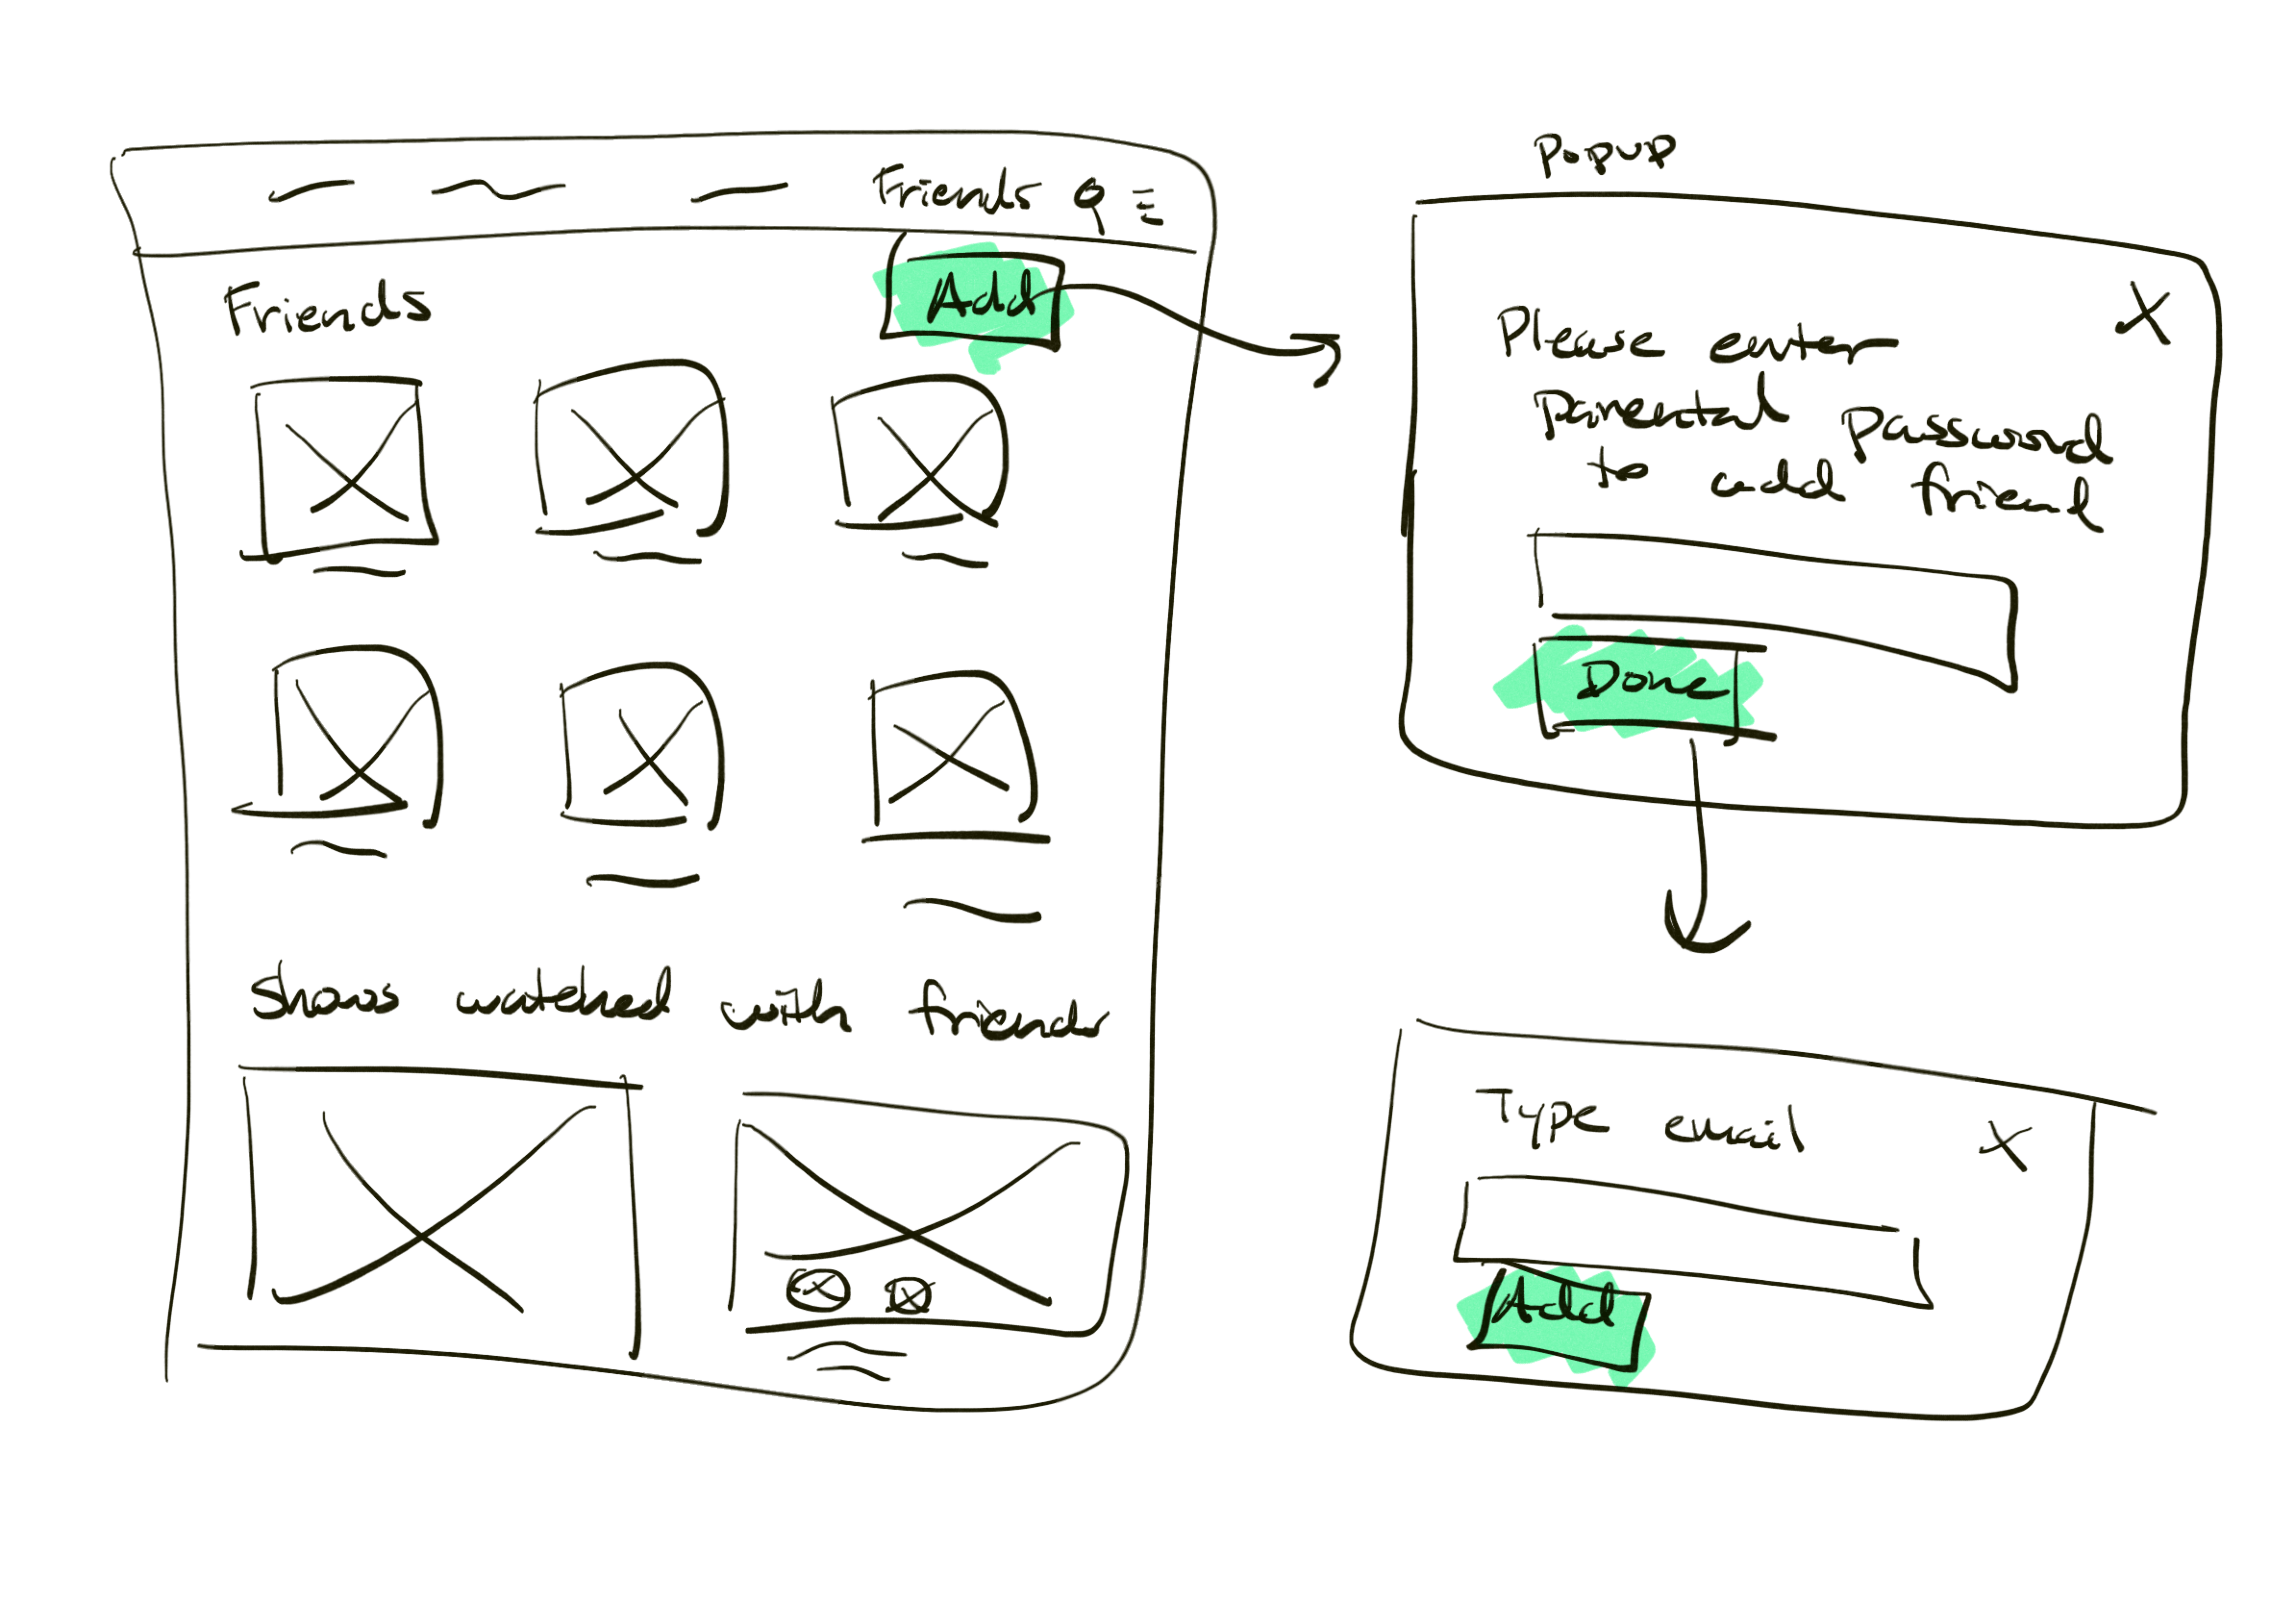 Friends
Add
Friends
shows watched with friends
Popup
X
Please enter
parental password
to add friend
Done
Type email
X
Add